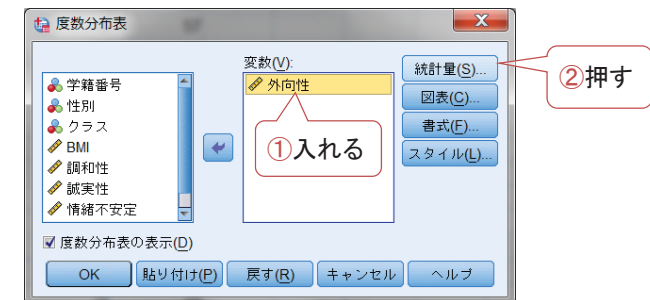 度数分布表
学籍番号
性別
クラス
BMI
調和性
誠実性
情緒不安定
変数(V):
外向性
①入れる
統計量(S)...
図表(C)...
書式(F)...
スタイル(L)...
②押す
度数分布表の表示(D)
OK 貼り付け(P) 戻す(R) キャンセル ヘルプ